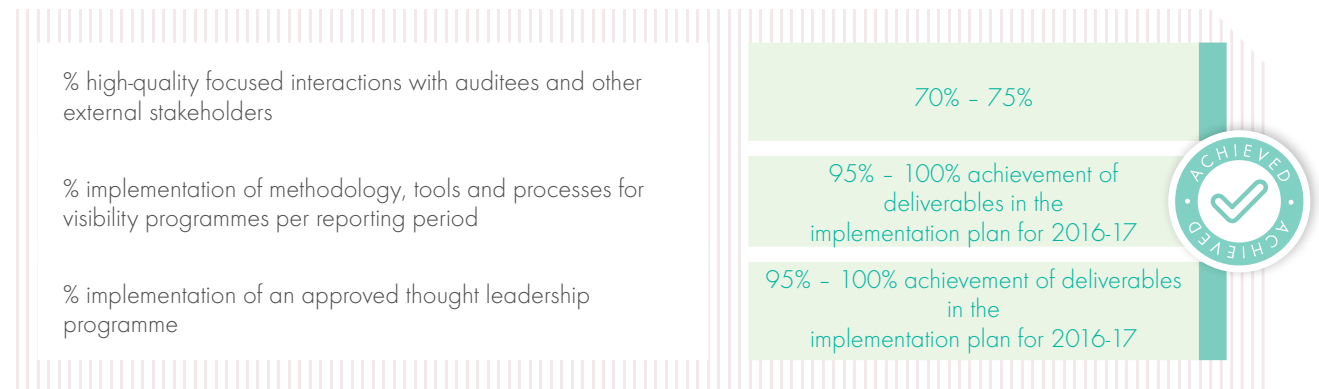 % high-quality focused interactions with auditees and other
external stakeholders
70% – 75%
% implementation of methodology, tools and processes for
visibility programmes per reporting period
95% – 100% achievement of
deliverables in the
implementation plan for 2016-17
% implementation of an approved thought leadership
programme
95% – 100% achievement of deliverables
in the
implementation plan for 2016-17
ACHIEVED
ACHIEVED